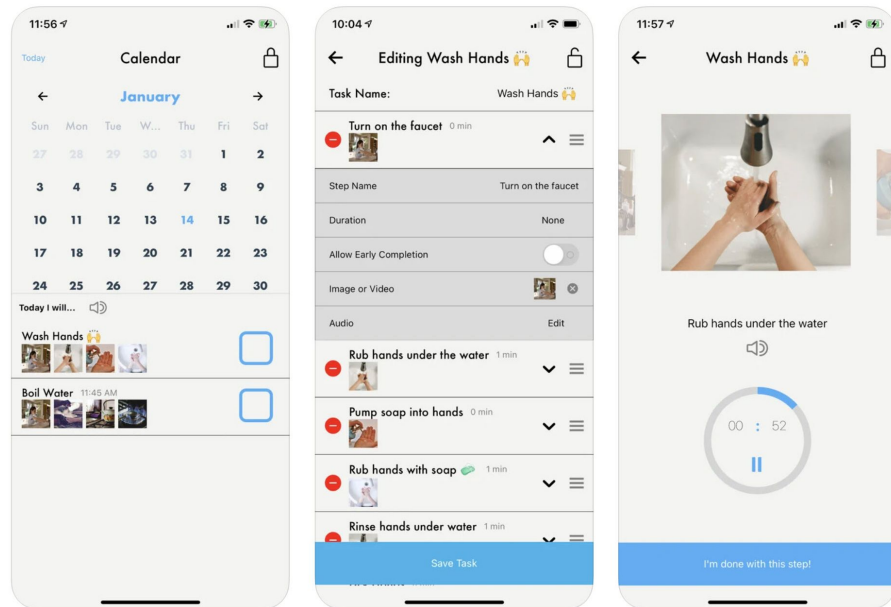 11:56
Today
Calendar
January
Sun Mon Tue W... Thu Fri Sat
27 28 29 30 31 1 2
3 4 5 6 7 8 9
10 11 12 13 14 15 16
17 18 19 20 21 22 23
24 25 26 27 28 29 30
Today I will...
Wash Hands 🙌
Boil Water 11:45 AM
10:04
Editing Wash Hands 🙌
Task Name: Wash Hands 🙌
Turn on the faucet 0 min
Step Name Turn on the faucet
Duration None
Allow Early Completion
Image or Video
Audio Edit
Rub hands under the water 1 min
Pump soap into hands 0 min
Rub hands with soap 🧼 1 min
Rinse hands under water 1 min
Save Task
11:57
Wash Hands 🙌
Rub hands under the water
00 : 52
I'm done with this step!